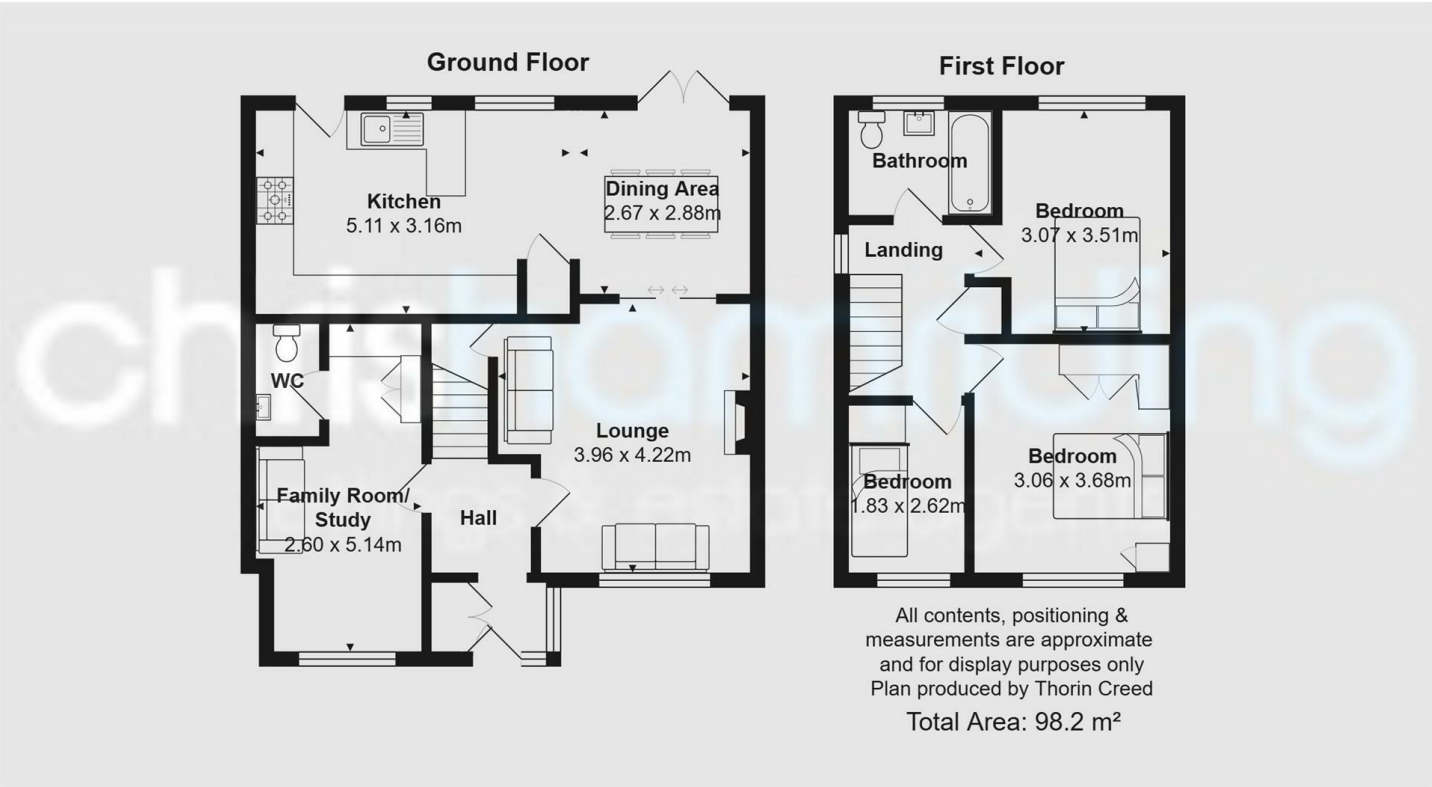 Ground Floor
First Floor
Kitchen
5.11 x 3.16m
Dining Area
2.67 x 2.88m
Bathroom
Bedroom
3.07 x 3.51m
Landing
WC
Lounge
3.96 x 4.22m
Family Room/
Study
2.60 x 5.14m
Hall
Bedroom
1.83 x 2.62m
Bedroom
3.06 x 3.68m
All contents, positioning &
measurements are approximate
and for display purposes only
Plan produced by Thorin Creed
Total Area: 98.2 m²